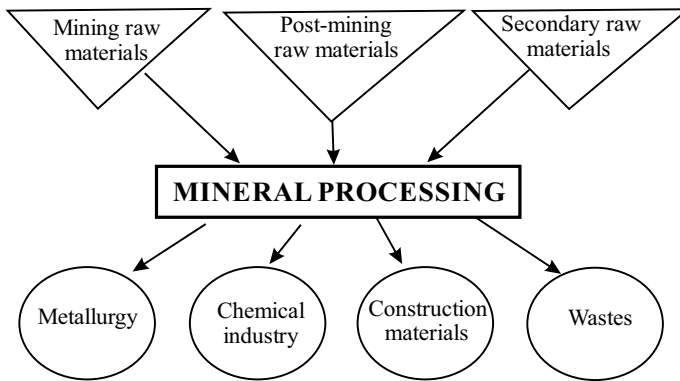 Mining raw
materials
Post-mining
raw materials
Secondary raw
materials
MINERAL PROCESSING
Metallurgy
Chemical
industry
Construction
materials
Wastes